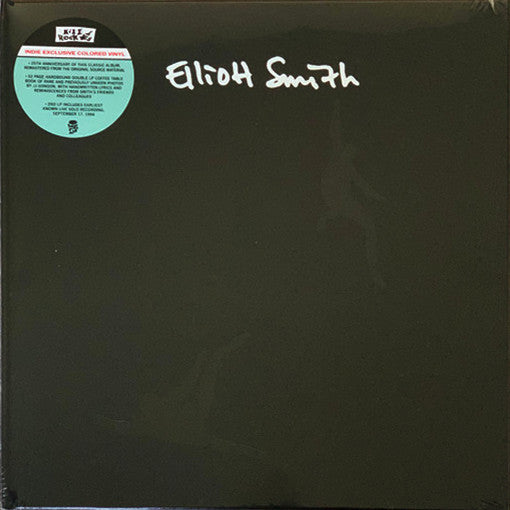 KILL
ROCK
INDIE EXCLUSIVE COLORED VINYL
• 25TH ANNIVERSARY OF THIS CLASSIC ALBUM,
REMASTERED FROM THE ORIGINAL SOURCE MATERIAL
• 52 PAGE HARDBOUND DOUBLE LP COFFEE TABLE
BOOK OF RARE AND PREVIOUSLY UNSEEN PHOTOS
BY JJ GONSON, WITH HANDWRITTEN LYRICS AND
REMINISCENCES FROM SMITH'S FRIENDS
AND COLLEAGUES
• 2ND LP INCLUDES EARLIEST
KNOWN LIVE SOLO RECORDING,
SEPTEMBER 17, 1994
Elliott Smith